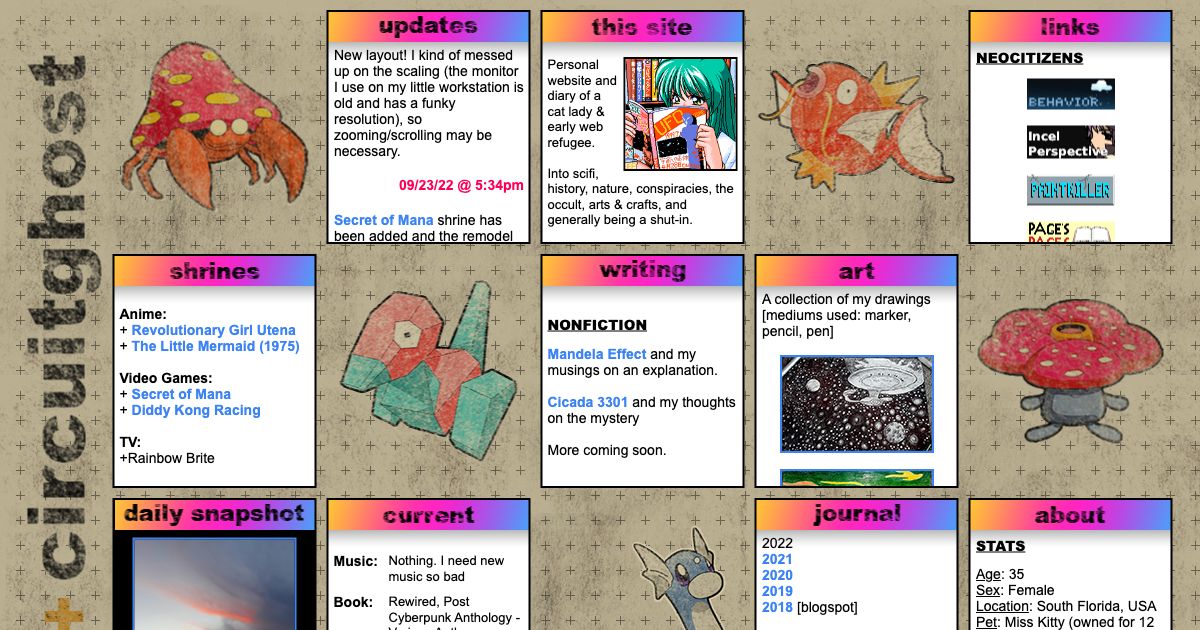 circuitghost
updates
New layout! I kind of messed
up on the scaling (the monitor
I use on my little workstation is
old and has a funky
resolution), so
zooming/scrolling may be
necessary.
09/23/22 @ 5:34pm
Secret of Mana shrine has
been added and the remodel
this site
Personal
website and
diary of a
cat lady &
early web
refugee.
Into scifi,
history, nature, conspiracies, the
occult, arts & crafts, and
generally being a shut-in.
UFO
links
NEOCITIZENS
BEHAVIOR
Incel
Perspective
PAINKILLER
PAGE'S
shrines
Anime:
+ Revolutionary Girl Utena
+ The Little Mermaid (1975)
Video Games:
+ Secret of Mana
+ Diddy Kong Racing
TV:
+Rainbow Brite
writing
NONFICTION
Mandela Effect and my
musings on an explanation.
Cicada 3301 and my thoughts
on the mystery
More coming soon.
art
A collection of my drawings
[mediums used: marker,
pencil, pen]
daily snapshot
current
Music: Nothing. I need new
music so bad
Book: Rewired, Post
Cyberpunk Anthology -
journal
2022
2021
2020
2019
2018 [blogspot]
about
STATS
Age: 35
Sex: Female
Location: South Florida, USA
Pet: Miss Kitty (owned for 12